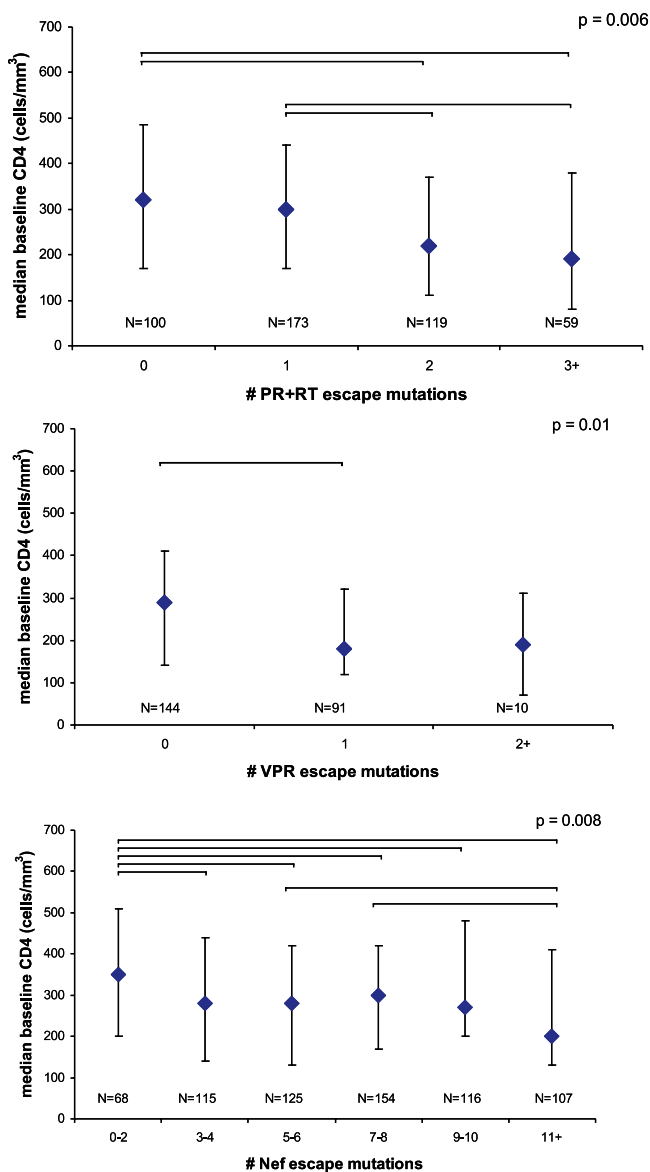 p = 0.006
median baseline CD4 (cells/mm³)
700
600
500
400
300
200
100
0
N=100 N=173 N=119 N=59
0 1 2 3+
# PR+RT escape mutations
p = 0.01
median baseline CD4 (cells/mm³)
700
600
500
400
300
200
100
0
N=144 N=91 N=10
0 1 2+
# VPR escape mutations
p = 0.008
median baseline CD4 (cells/mm³)
700
600
500
400
300
200
100
0
N=68 N=115 N=125 N=154 N=116 N=107
0-2 3-4 5-6 7-8 9-10 11+
# Nef escape mutations